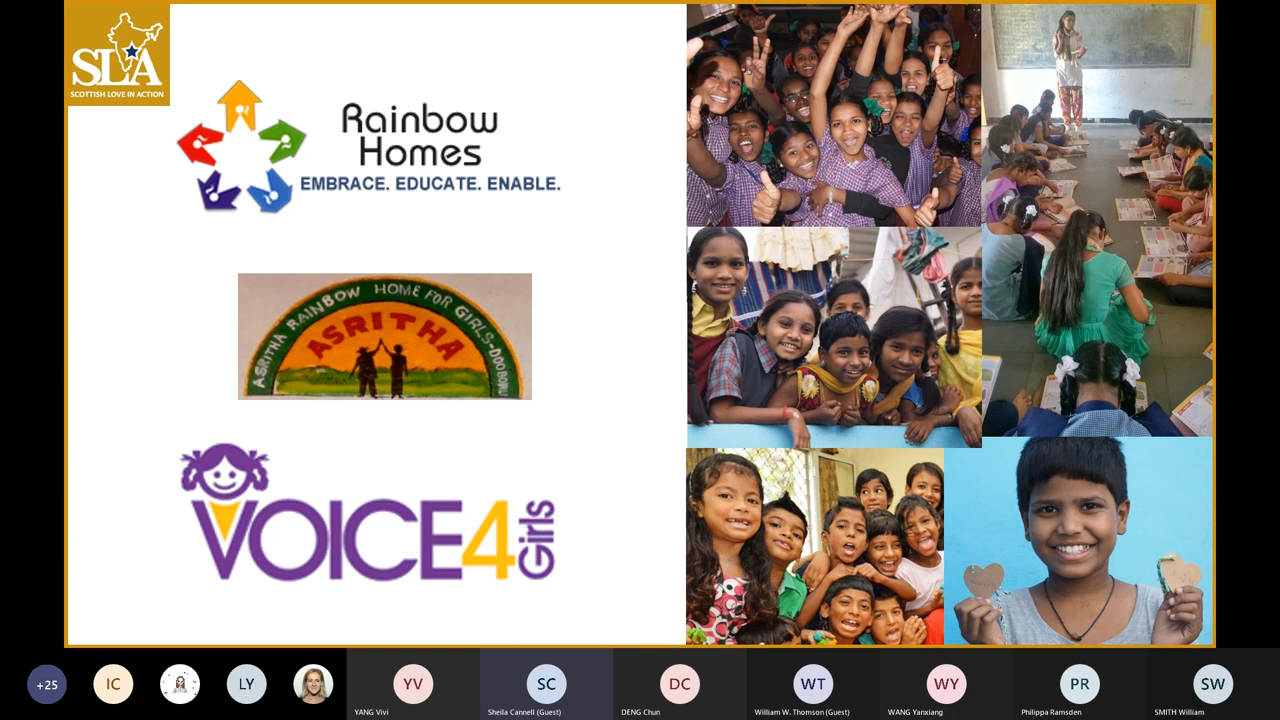 SLA
SCOTTISH LOVE IN ACTION
Rainbow
Homes
EMBRACE. EDUCATE. ENABLE.
ASRITHA RAINBOW HOME FOR GIRLS-
ASRITHA
VOICE4
Girls
+25
IC
LY
YV
SC
DC
WT
WY
PR
SW
YANG Vivi
Sheila Cannell (Guest)
DENG Chun
William W. Thomson (Guest)
WANG Yanxiang
Philippa Ramsden
SMITH William